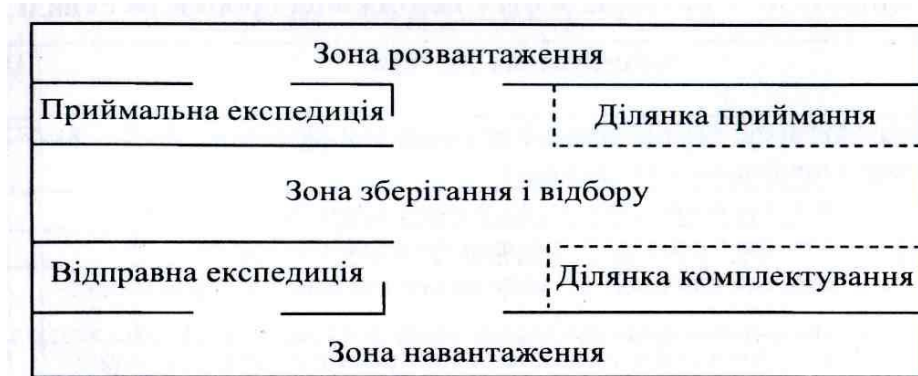 Зона розвантаження
Приймальна експедиція Ділянка приймання
Зона зберігання і відбору
Відправна експедиція Ділянка комплектування
Зона навантаження